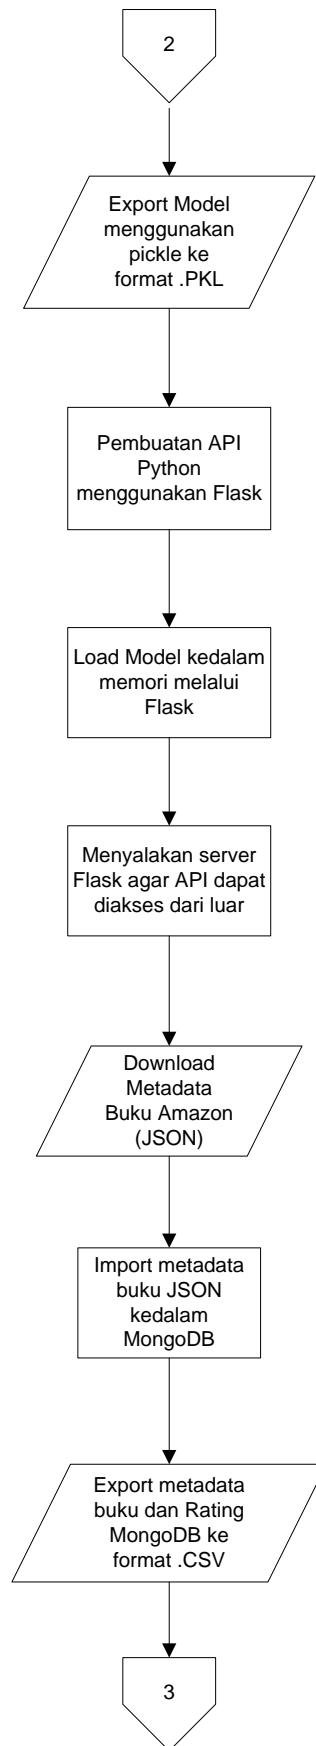 2
Export Model
menggunakan
pickle ke
format .PKL
Pembuatan API
Python
menggunakan Flask
Load Model kedalam
memori melalui
Flask
Menyalakan server
Flask agar API dapat
diakses dari luar
Download
Metadata
Buku Amazon
(JSON)
Import metadata
buku JSON
kedalam
MongoDB
Export metadata
buku dan Rating
MongoDB ke
format .CSV
3